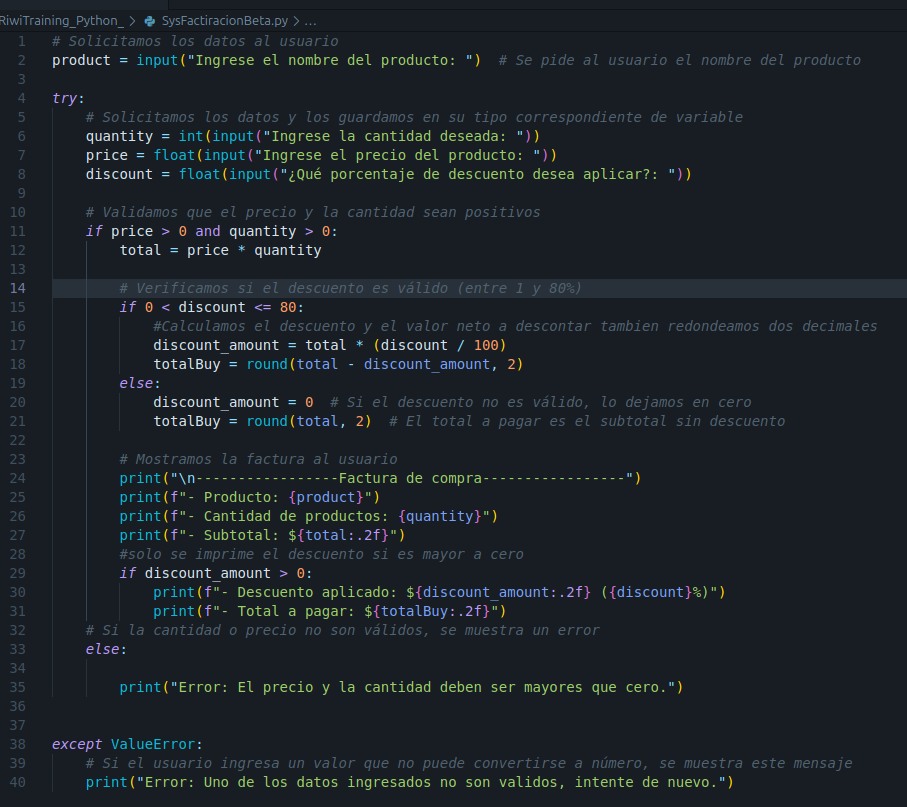 RiwiTraining_Python_ > SysFactiracionBeta.py > ...
1 # Solicitamos los datos al usuario
2 product = input("Ingrese el nombre del producto: ")  # Se pide al usuario el nombre del producto
3
4 try:
5     # Solicitamos los datos y los guardamos en su tipo correspondiente de variable
6     quantity = int(input("Ingrese la cantidad deseada: "))
7     price = float(input("Ingrese el precio del producto: "))
8     discount = float(input("¿Qué porcentaje de descuento desea aplicar?: "))
9
10     # Validamos que el precio y la cantidad sean positivos
11     if price > 0 and quantity > 0:
12         total = price * quantity
13
14         # Verificamos si el descuento es válido (entre 1 y 80%)
15         if 0 < discount <= 80:
16             #Calculamos el descuento y el valor neto a descontar tambien redondeamos dos decimales
17             discount_amount = total * (discount / 100)
18             totalBuy = round(total - discount_amount, 2)
19         else:
20             discount_amount = 0  # Si el descuento no es válido, lo dejamos en cero
21             totalBuy = round(total, 2)  # El total a pagar es el subtotal sin descuento
22
23         # Mostramos la factura al usuario
24         print("\n-----------------Factura de compra-----------------")
25         print(f"- Producto: {product}")
26         print(f"- Cantidad de productos: {quantity}")
27         print(f"- Subtotal: ${total:.2f}")
28         #solo se imprime el descuento si es mayor a cero
29         if discount_amount > 0:
30             print(f"- Descuento aplicado: ${discount_amount:.2f} ({discount}%)")
31             print(f"- Total a pagar: ${totalBuy:.2f}")
32     # Si la cantidad o precio no son válidos, se muestra un error
33     else:
34
35         print("Error: El precio y la cantidad deben ser mayores que cero.")
36
37
38 except ValueError:
39     # Si el usuario ingresa un valor que no puede convertirse a número, se muestra este mensaje
40     print("Error: Uno de los datos ingresados no son validos, intente de nuevo.")